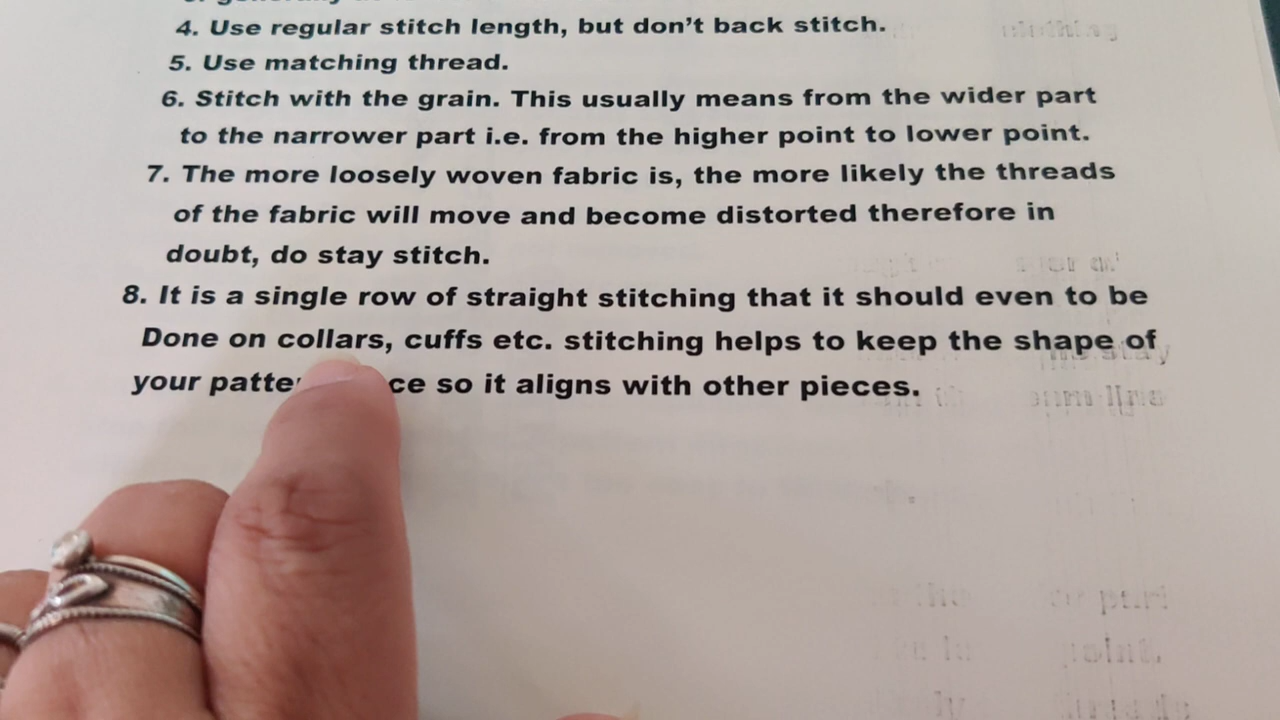 4. Use regular stitch length, but don't back stitch.
5. Use matching thread.
6. Stitch with the grain. This usually means from the wider part
to the narrower part i.e. from the higher point to lower point.
7. The more loosely woven fabric is, the more likely the threads
of the fabric will move and become distorted therefore in
doubt, do stay stitch.
8. It is a single row of straight stitching that it should even to be
Done on collars, cuffs etc. stitching helps to keep the shape of
your so it aligns with other pieces.